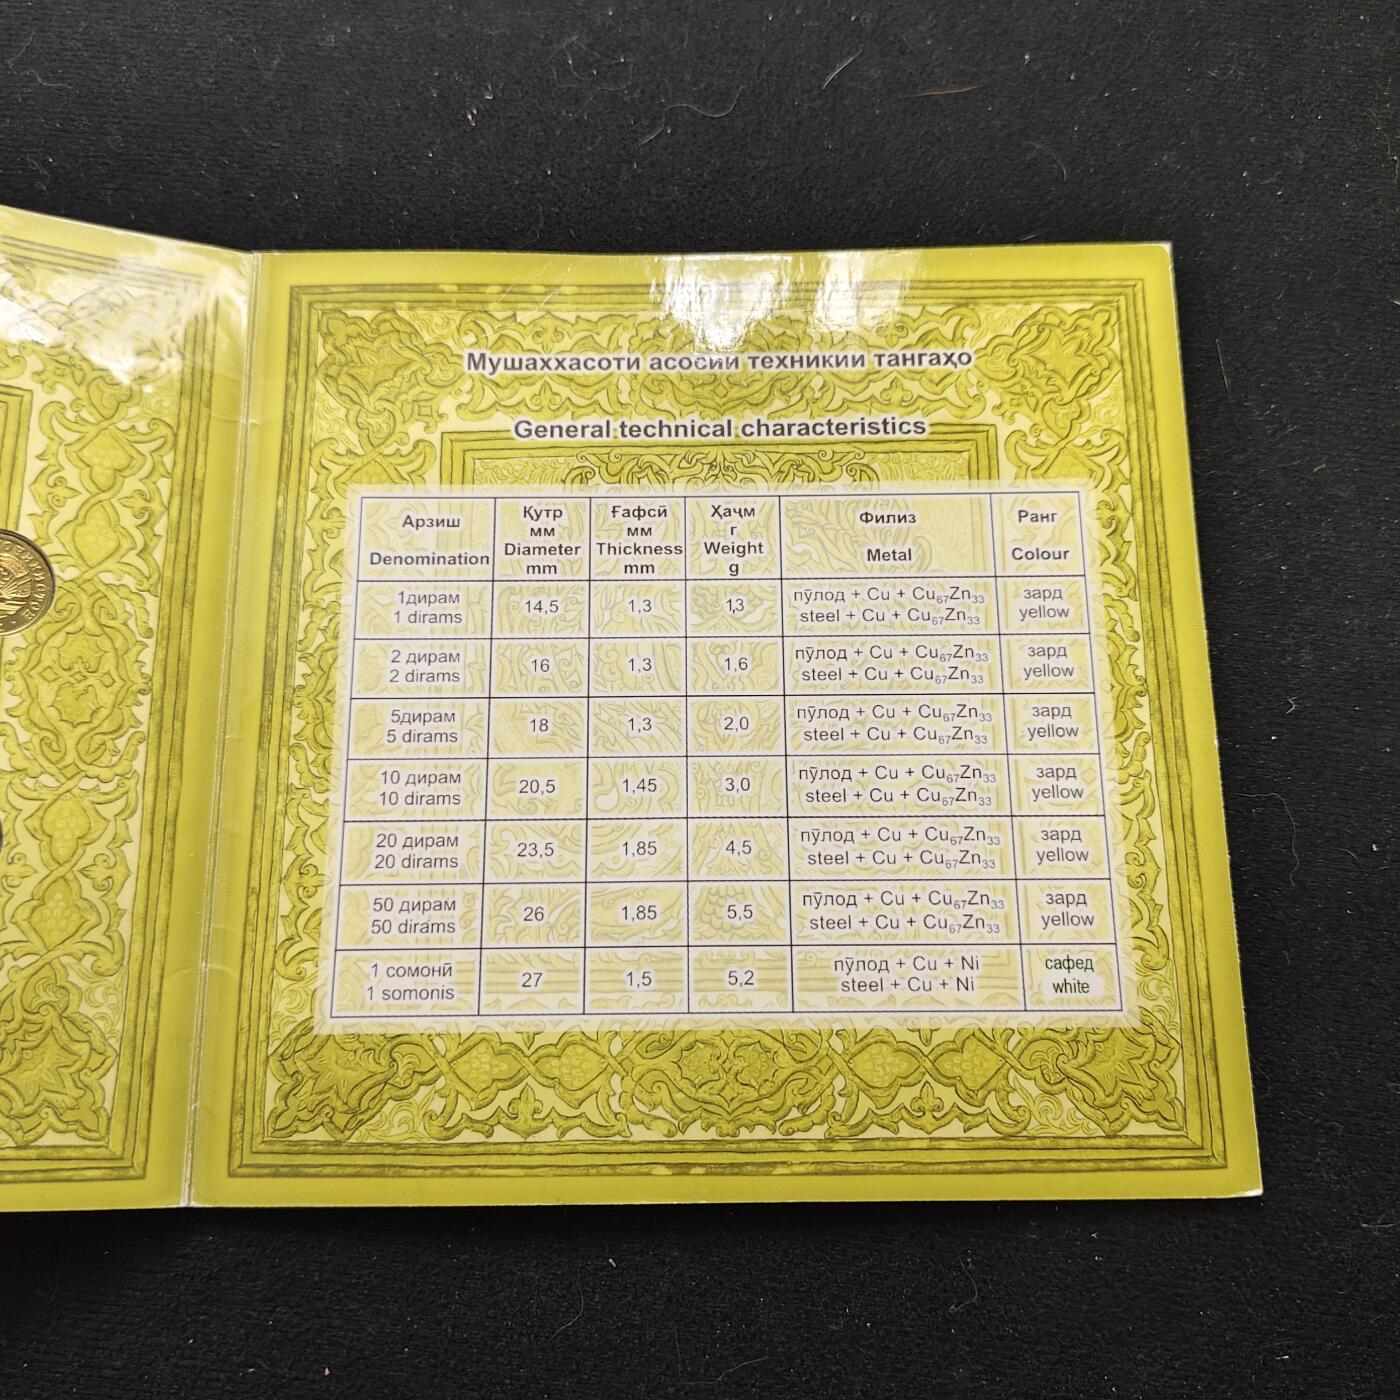 Мушаххасоти асосии техникии тангаҳо
General technical characteristics
Арзиш
Denomination
Қутр
мм
Diameter
mm
Ғафсӣ
мм
Thickness
mm
Ҳаҷм
г
Weight
g
Филиз
Metal
Ранг
Colour
1дирам
1 dirams
14,5
1,3
1,3
пӯлод + Cu + Cu67Zn33
steel + Cu + Cu67Zn33
зард
yellow
2 дирам
2 dirams
16
1,3
1,6
пӯлод + Cu + Cu67Zn33
steel + Cu + Cu67Zn33
зард
yellow
5дирам
5 dirams
18
1,3
2,0
пӯлод + Cu + Cu67Zn33
steel + Cu + Cu67Zn33
зард
yellow
10 дирам
10 dirams
20,5
1,45
3,0
пӯлод + Cu + Cu67Zn33
steel + Cu + Cu67Zn33
зард
yellow
20 дирам
20 dirams
23,5
1,85
4,5
пӯлод + Cu + Cu67Zn33
steel + Cu + Cu67Zn33
зард
yellow
50 дирам
50 dirams
26
1,85
5,5
пӯлод + Cu + Cu67Zn33
steel + Cu + Cu67Zn33
зард
yellow
1 сомонӣ
1 somonis
27
1,5
5,2
пӯлод + Cu + Ni
steel + Cu + Ni
сафед
white